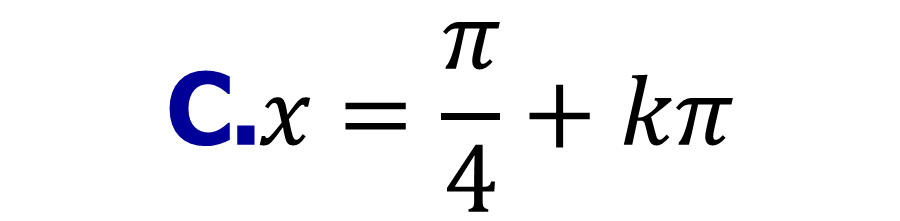 C. x = π/4 + kπ